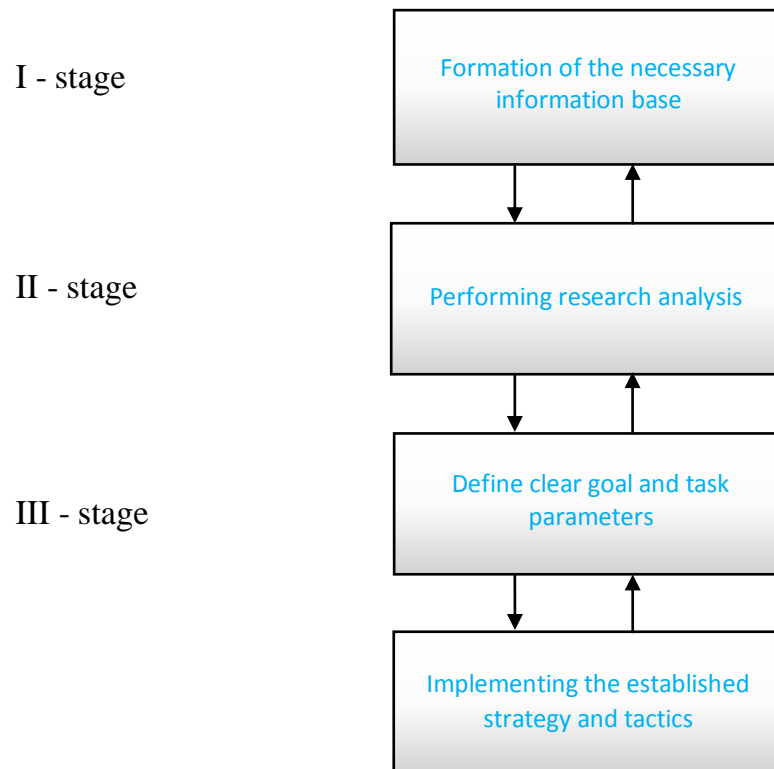 I - stage
Formation of the necessary
information base
II - stage
Performing research analysis
III - stage
Define clear goal and task
parameters
Implementing the established
strategy and tactics